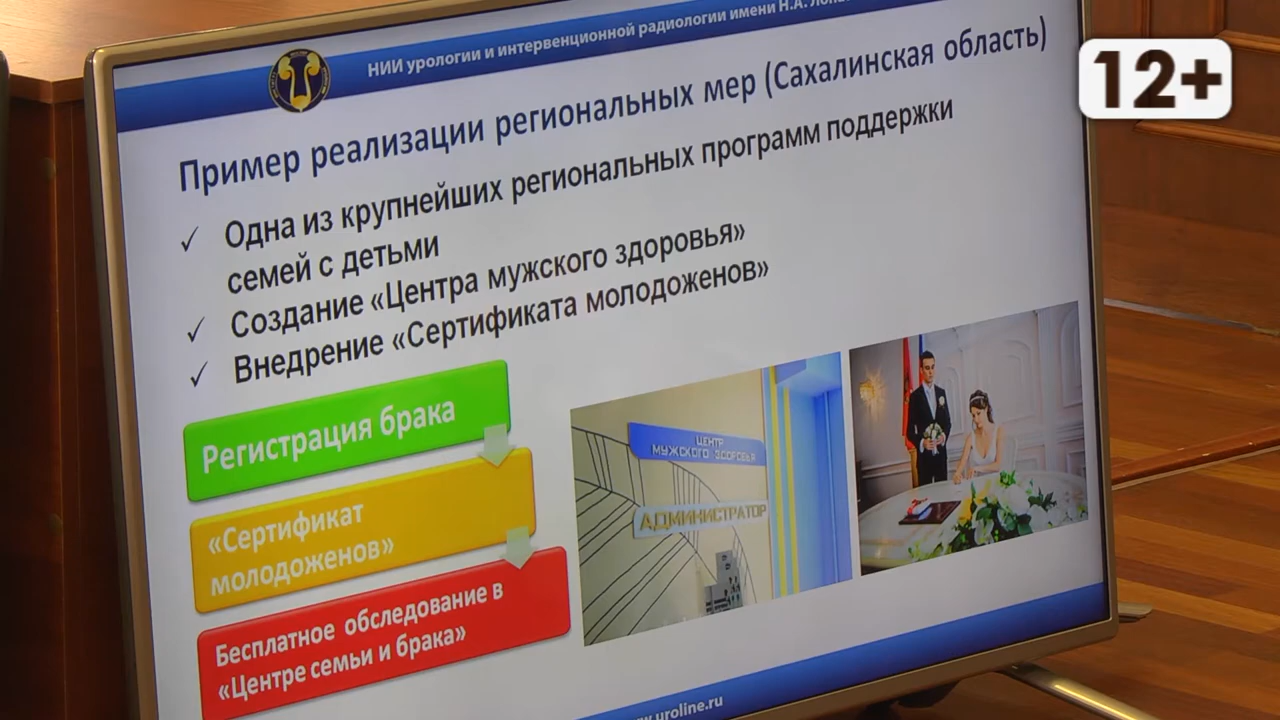 НИИ урологии и интервенционной радиологии имени Н.А.
12+
Пример реализации региональных мер (Сахалинская область)
✓ Одна из крупнейших региональных программ поддержки
семей с детьми
✓ Создание «Центра мужского здоровья»
✓ Внедрение «Сертификата молодоженов»
Регистрация брака
«Сертификат
молодоженов»
Бесплатное обследование в
«Центре семьи и брака»
ЦЕНТР
МУЖСКОГО ЗДОРОВЬЯ
АДМИНИСТРАТОР
uroline.ru